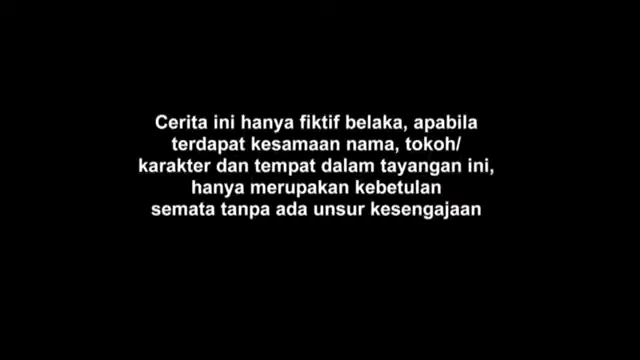 Cerita ini hanya fiktif belaka, apabila
terdapat kesamaan nama, tokoh/
karakter dan tempat dalam tayangan ini,
hanya merupakan kebetulan
semata tanpa ada unsur kesengajaan